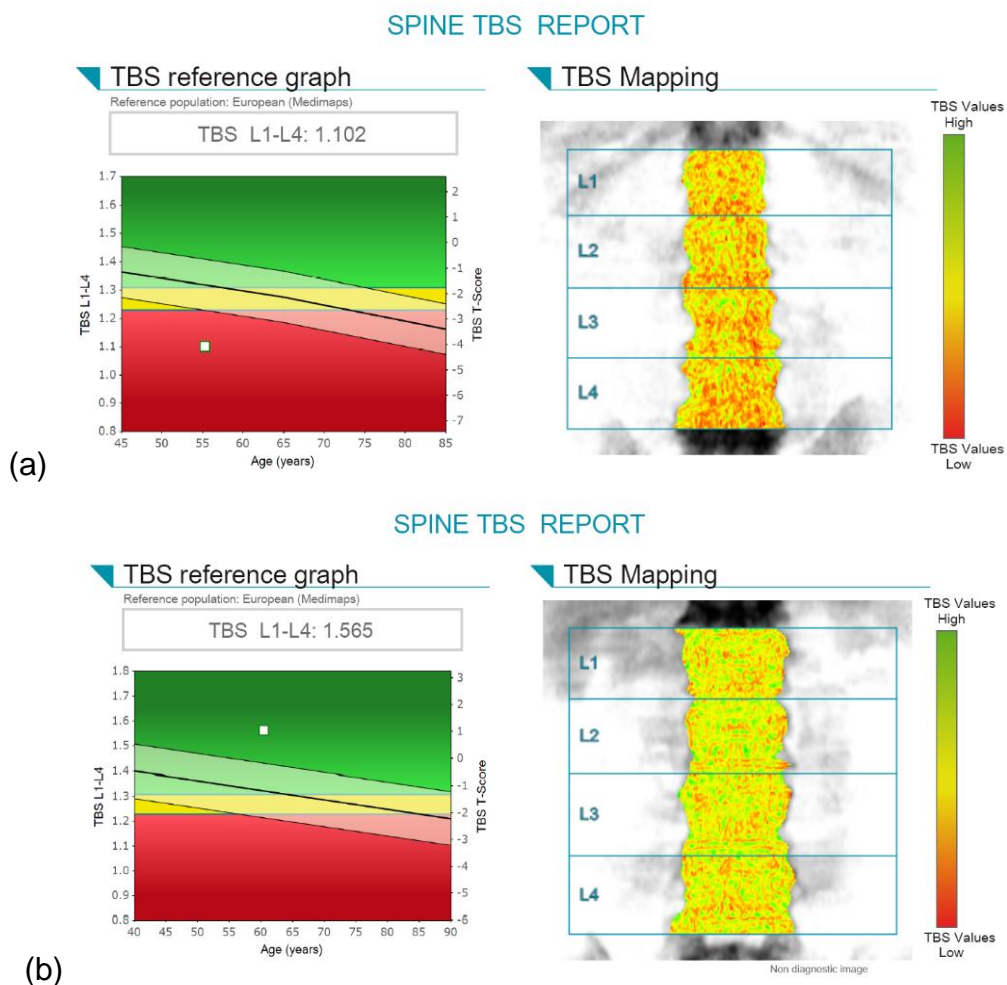 SPINE TBS REPORT
TBS reference graph
Reference population: European (Medimaps)
TBS L1-L4: 1.102
1.7
1.6
1.5
1.4
1.3
1.2
1.1
1.0
0.9
0.8
TBS L1-L4
2
1
0
-1
-2
-3
-4
-5
-6
-7
TBS T-Score
45 50 55 60 65 70 75 80 85
Age (years)
TBS Mapping
L1
L2
L3
L4
TBS Values
High
TBS Values
Low
(a)
SPINE TBS REPORT
TBS reference graph
Reference population: European (Medimaps)
TBS L1-L4: 1.565
1.8
1.7
1.6
1.5
1.4
1.3
1.2
1.1
1.0
0.9
0.8
TBS L1-L4
3
2
1
0
-1
-2
-3
-4
-5
-6
TBS T-Score
40 45 50 55 60 65 70 75 80 85 90
Age (years)
TBS Mapping
L1
L2
L3
L4
TBS Values
High
TBS Values
Low
Non diagnostic image
(b)